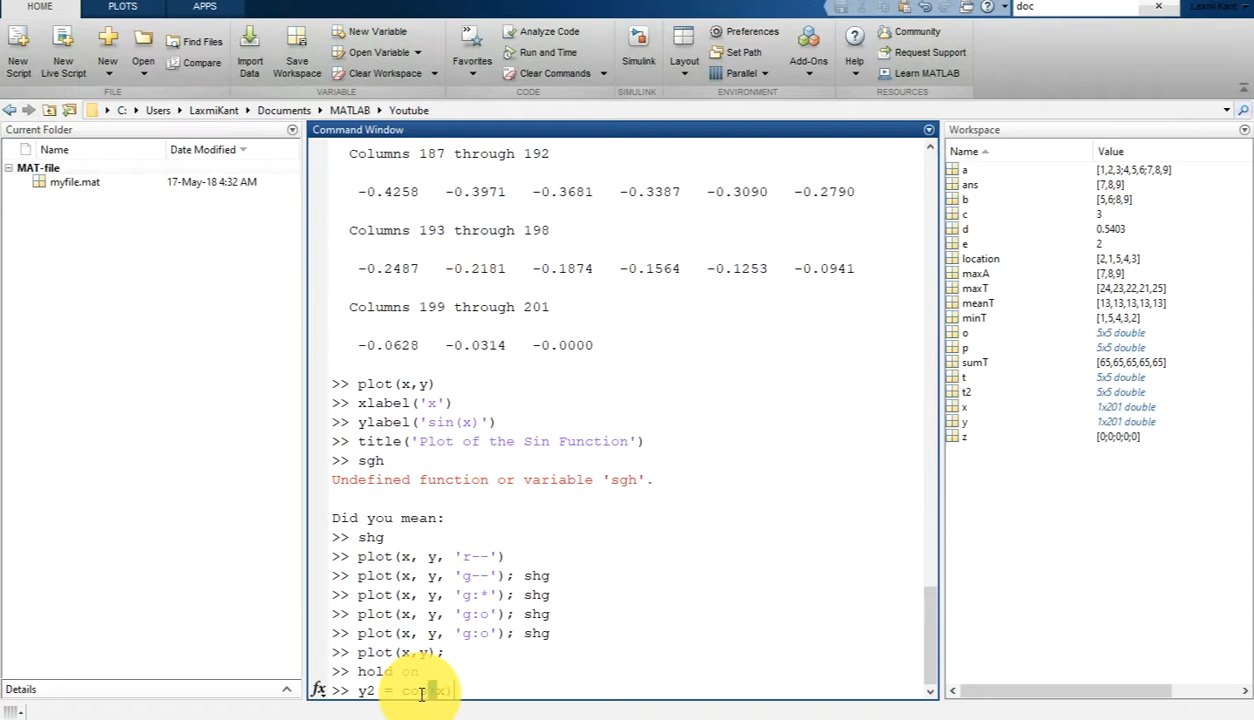 HOME PLOTS APPS doc Laxmi Kant
New Script
New Live Script
New
Open
Find Files
Compare
FILE
Import Data
Save Workspace
New Variable
Open Variable
Clear Workspace
VARIABLE
Favorites
Analyze Code
Run and Time
Clear Commands
CODE
Simulink
SIMULINK
Layout
Preferences
Set Path
Parallel
ENVIRONMENT
Add-Ons
Help
Community
Request Support
Learn MATLAB
RESOURCES
C: Users LaxmiKant Documents MATLAB Youtube
Current Folder
Name Date Modified
MAT-file
myfile.mat 17-May-18 4:32 AM
Details
Command Window
Columns 187 through 192
-0.4258 -0.3971 -0.3681 -0.3387 -0.3090 -0.2790
Columns 193 through 198
-0.2487 -0.2181 -0.1874 -0.1564 -0.1253 -0.0941
Columns 199 through 201
-0.0628 -0.0314 -0.0000
>> plot(x,y)
>> xlabel('x')
>> ylabel('sin(x)')
>> title('Plot of the Sin Function')
>> sgh
Undefined function or variable 'sgh'.
Did you mean:
>> shg
>> plot(x, y, 'r--')
>> plot(x, y, 'g--'); shg
>> plot(x, y, 'g:*'); shg
>> plot(x, y, 'g:o'); shg
>> plot(x, y, 'g:o'); shg
>> plot(x,y);
>> hold on
fx >> y2 = cos(x)
Workspace
Name Value
a [1,2,3;4,5,6;7,8,9]
ans [7,8,9]
b [5,6;8,9]
c 3
d 0.5403
e 2
location [2,1,5,4,3]
maxA [7,8,9]
maxT [24,23,22,21,25]
meanT [13,13,13,13,13]
minT [1,5,4,3,2]
o 5x5 double
p 5x5 double
sumT [65,65,65,65,65]
t 5x5 double
t2 5x5 double
x 1x201 double
y 1x201 double
z [0;0;0;0;0]